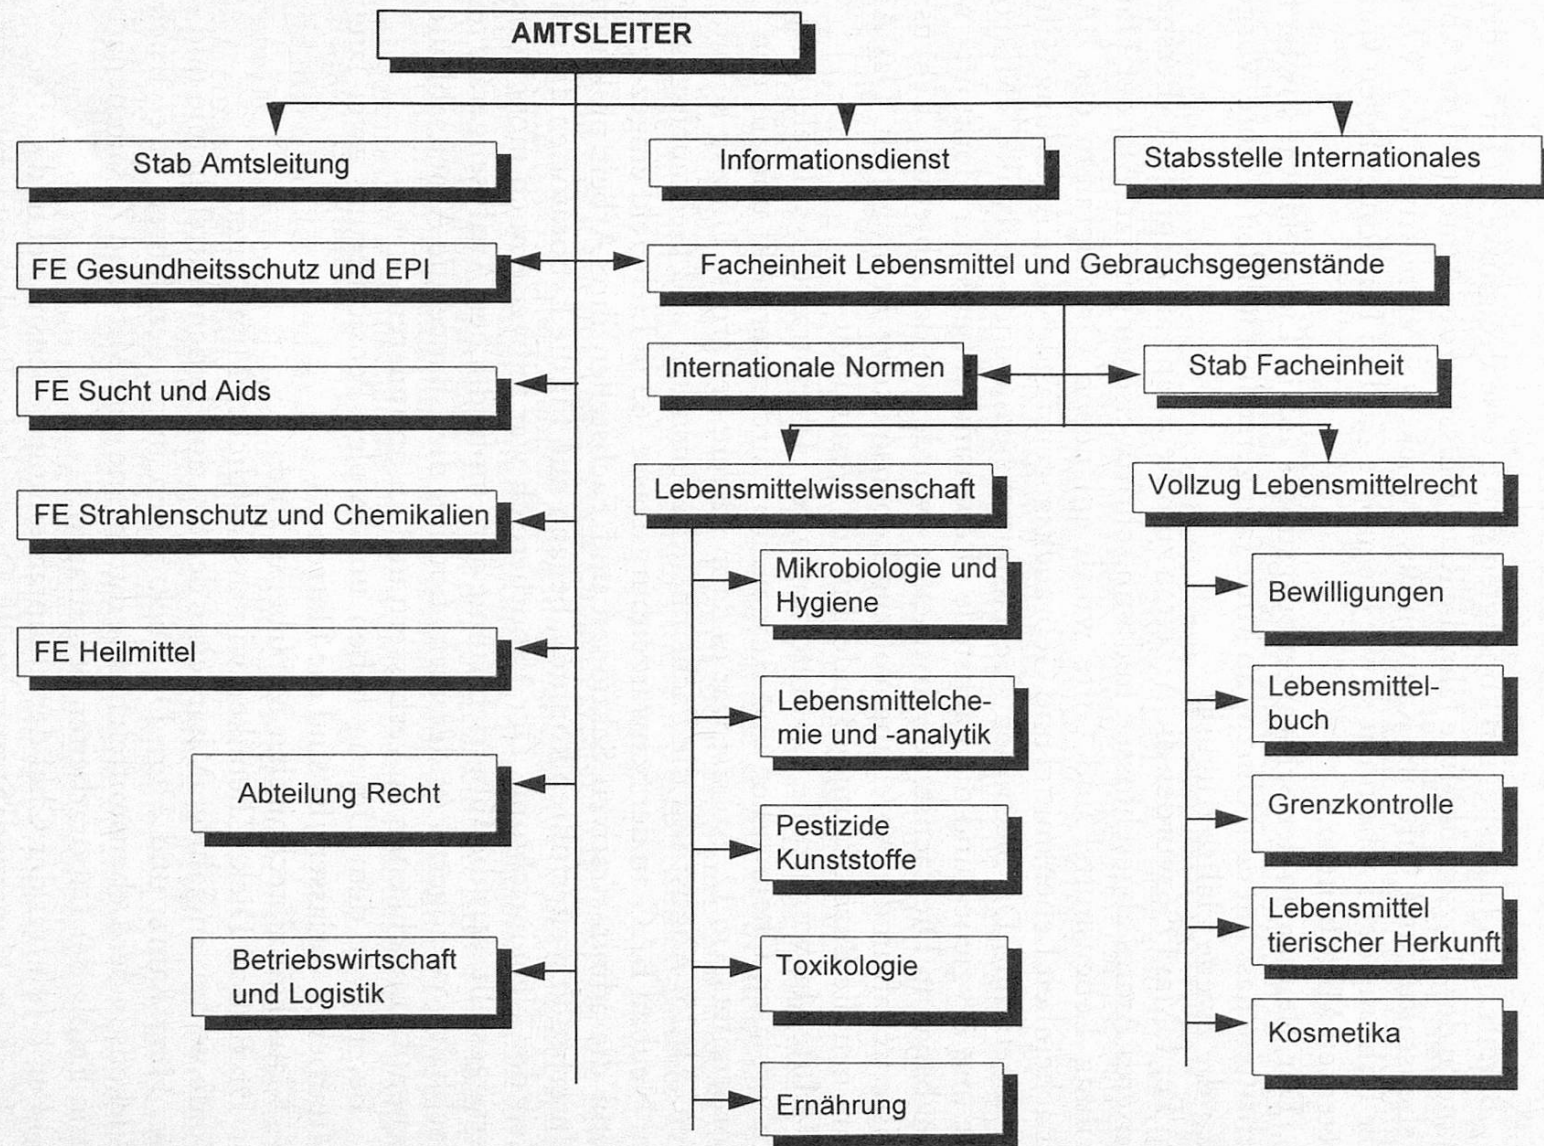 AMTSLEITER
Stab Amtsleitung
Informationsdienst
Stabsstelle Internationales
FE Gesundheitsschutz und EPI
Facheinheit Lebensmittel und Gebrauchsgegenstände
Internationale Normen
Stab Facheinheit
FE Sucht und Aids
Lebensmittelwissenschaft
Vollzug Lebensmittelrecht
FE Strahlenschutz und Chemikalien
FE Heilmittel
Abteilung Recht
Betriebswirtschaft
und Logistik
Mikrobiologie und
Hygiene
Lebensmittelche-
mie und -analytik
Pestizide
Kunststoffe
Toxikologie
Ernährung
Bewilligungen
Lebensmittel-
buch
Grenzkontrolle
Lebensmittel
tierischer Herkunft
Kosmetika